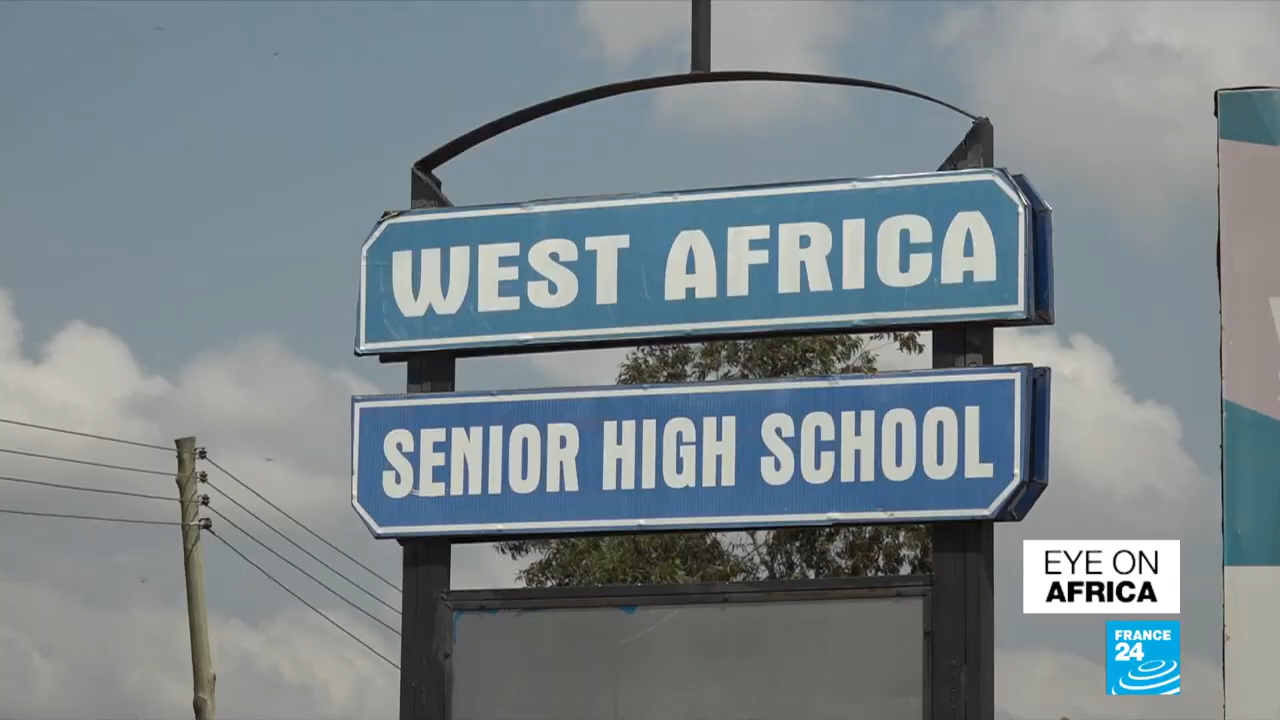 WEST AFRICA
SENIOR HIGH SCHOOL
EYE ON
AFRICA
FRANCE
24